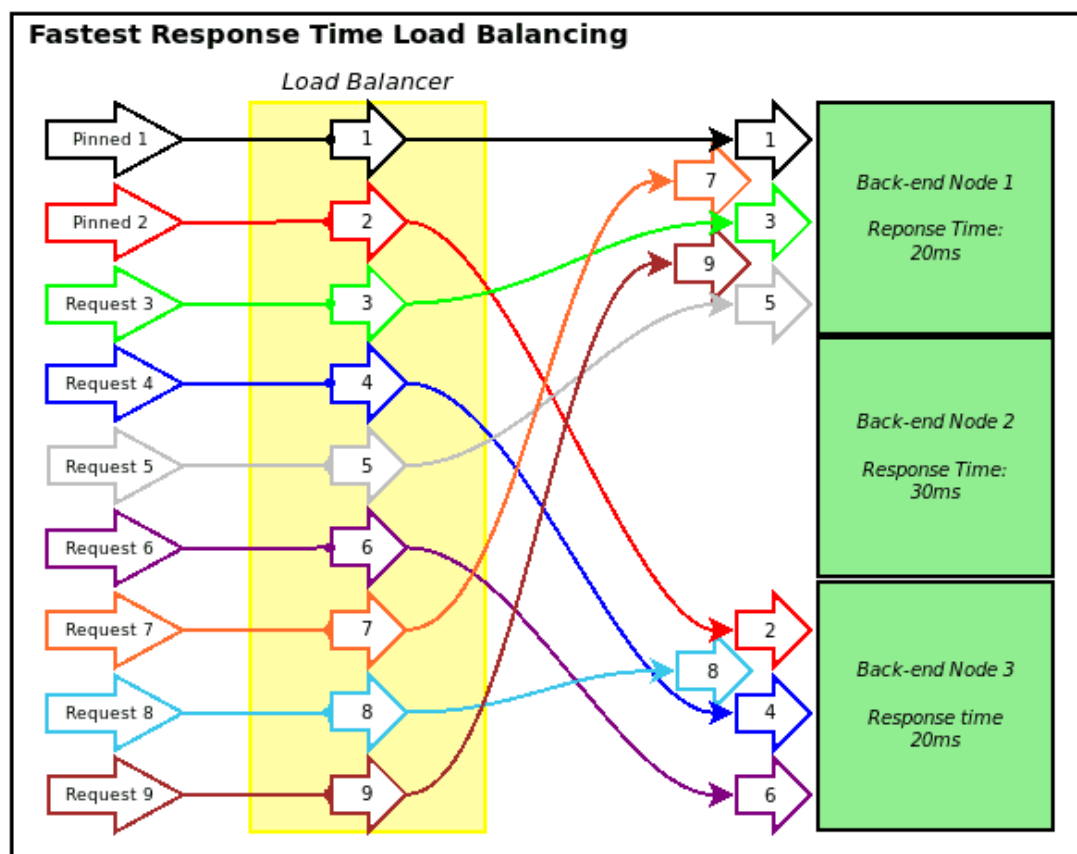 Fastest Response Time Load Balancing
Load Balancer
Pinned 1
1
1
7
Pinned 2
2
3
Request 3
3
9
5
Request 4
4
Request 5
5
Request 6
6
Request 7
7
2
Request 8
8
8
4
Request 9
9
6
Back-end Node 1
Reponse Time:
20ms
Back-end Node 2
Response Time:
30ms
Back-end Node 3
Response time
20ms